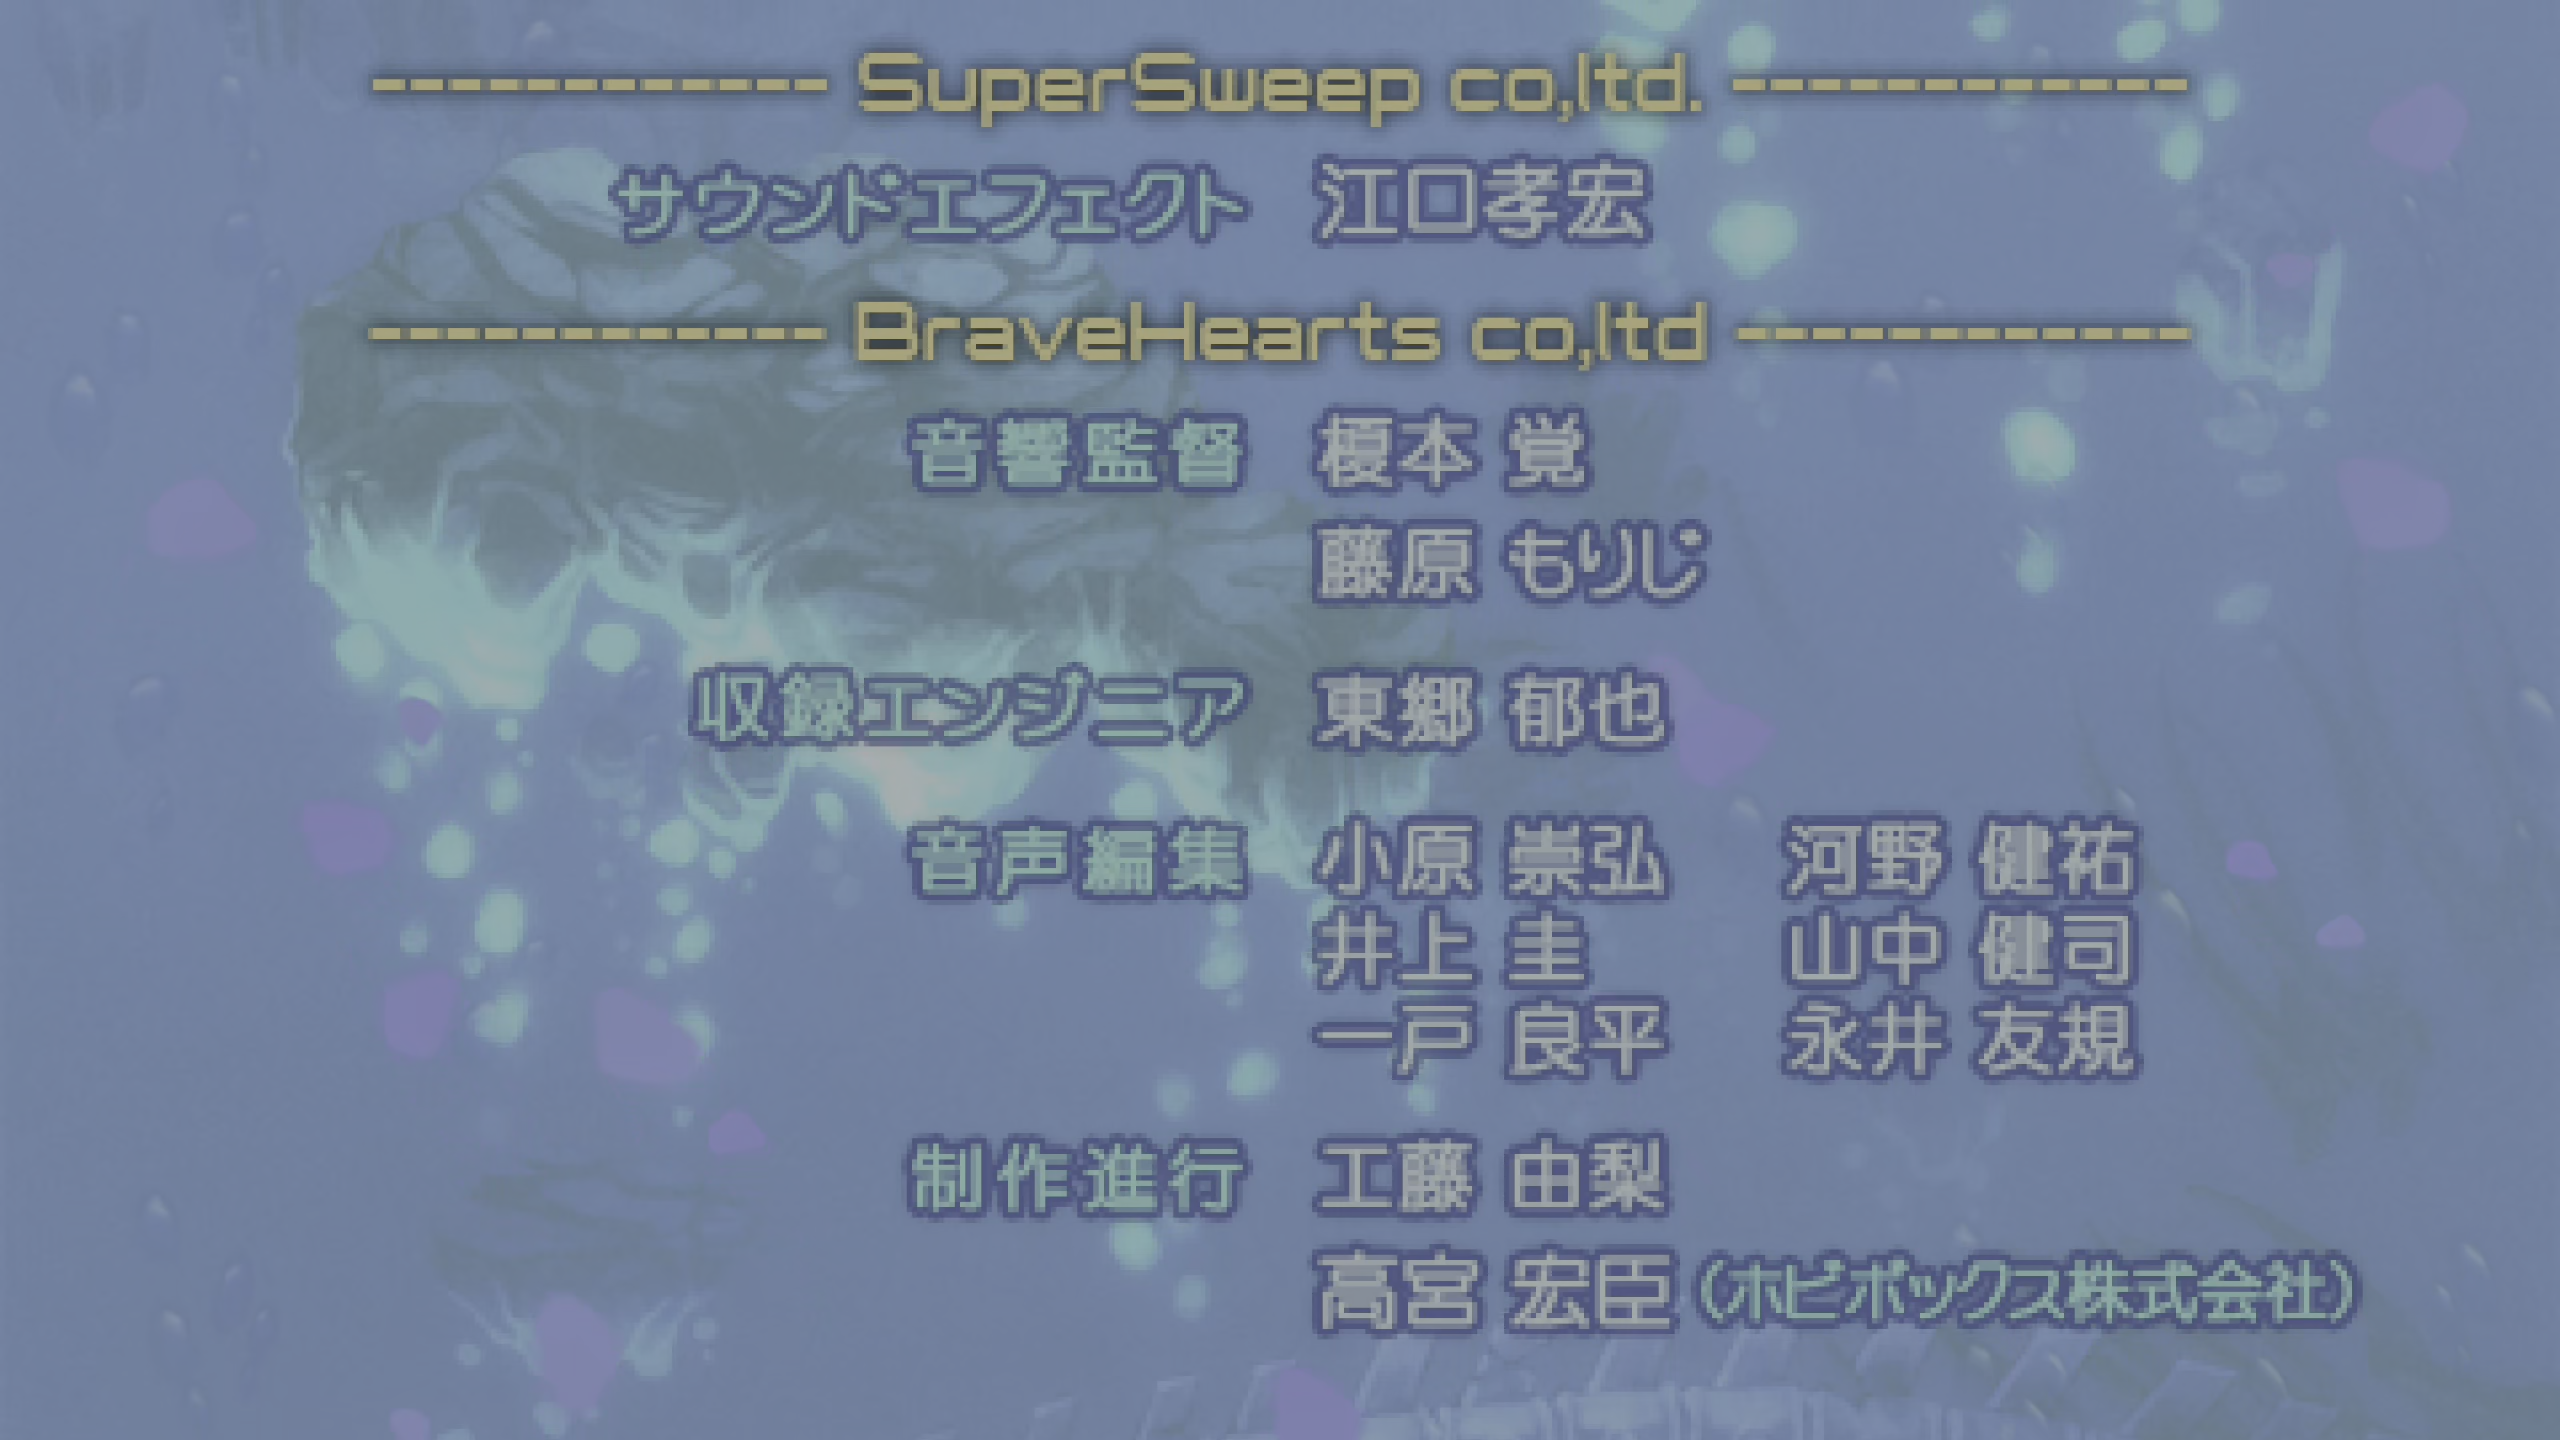 ------------- SuperSweep co,ltd. -------------
サウンドエフェクト 江口孝宏
------------- BraveHearts co,ltd -------------
音響監督 榎本 覚
藤原 もりじ
収録エンジニア 東郷 郁也
音声編集 小原 崇弘 河野 健祐
井上 圭 山中 健司
一戸 良平 永井 友規
制作進行 工藤 由梨
高宮 宏臣 (ホビボックス株式会社)